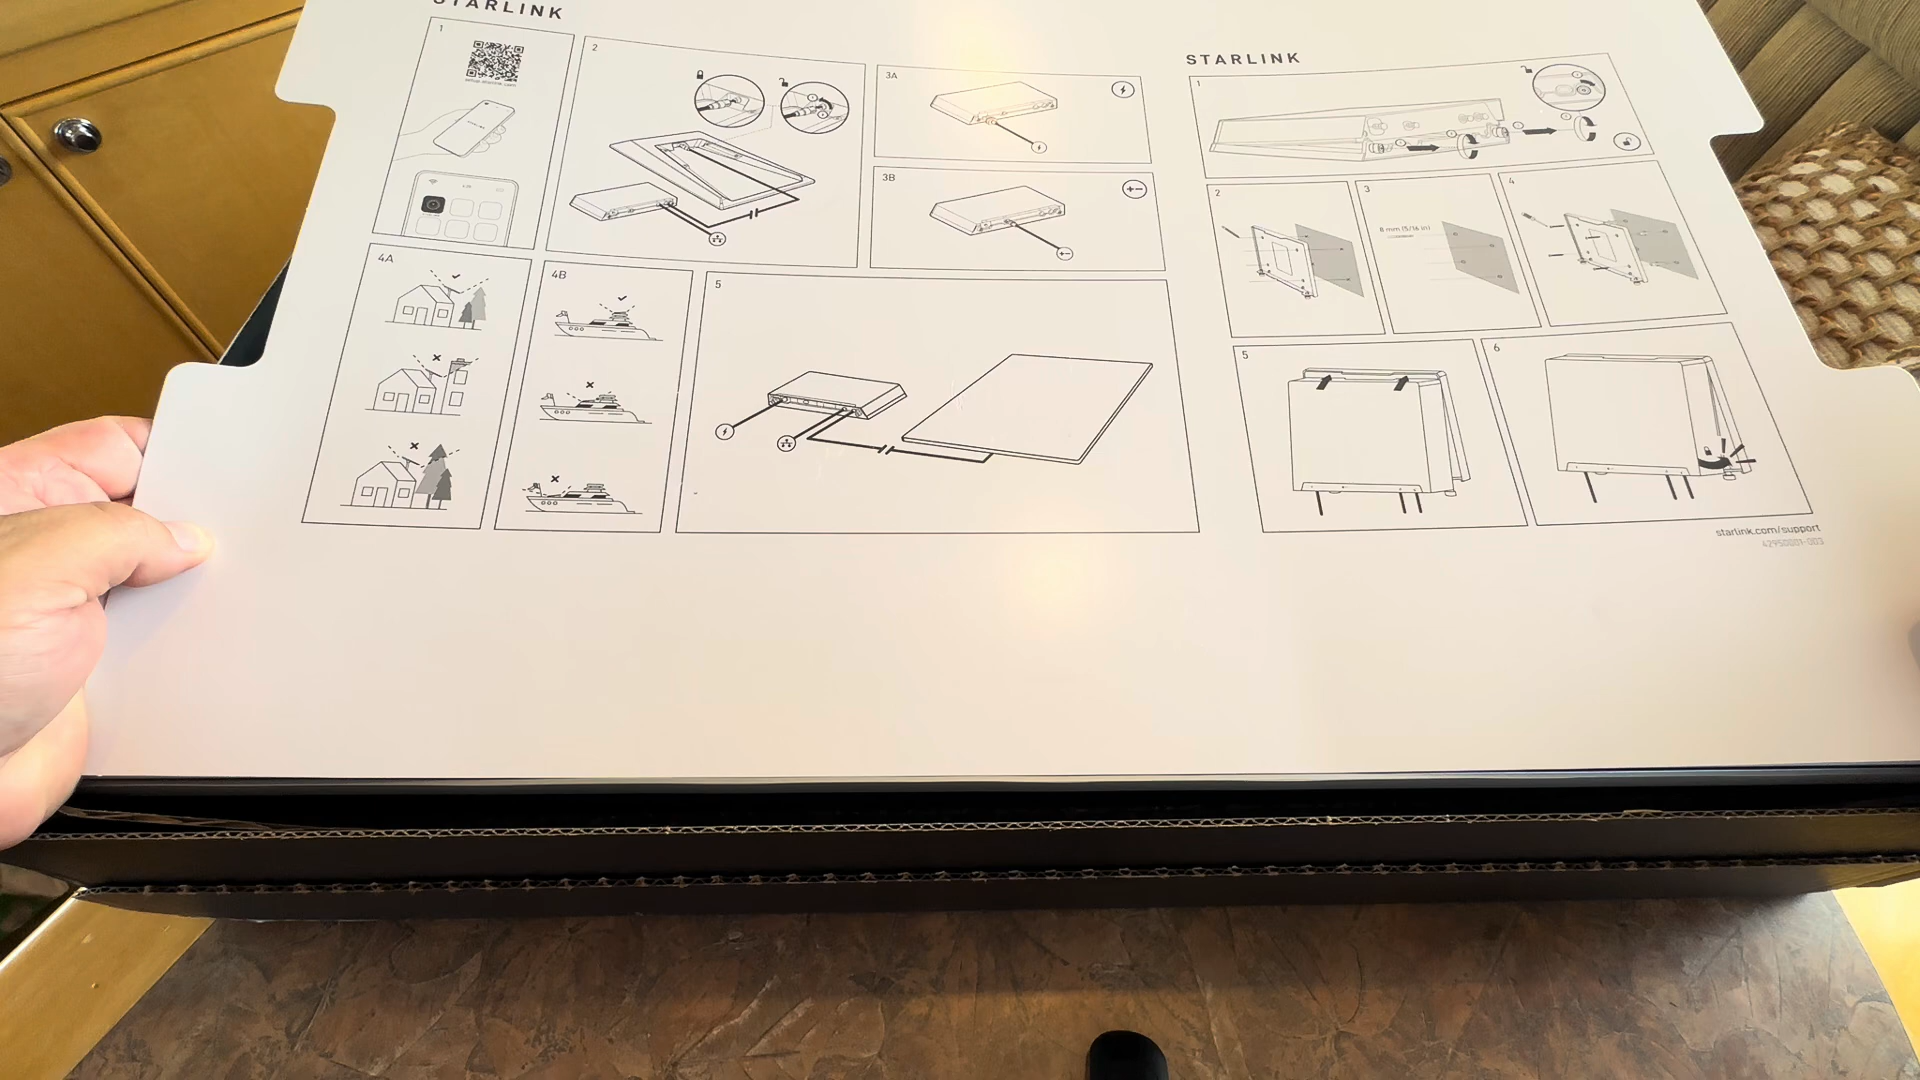 STARLINK
1
2
3A
3B
4A
4B
5
STARLINK
1
2
3
8 mm (5/16 in)
4
5
6
starlink.com/support